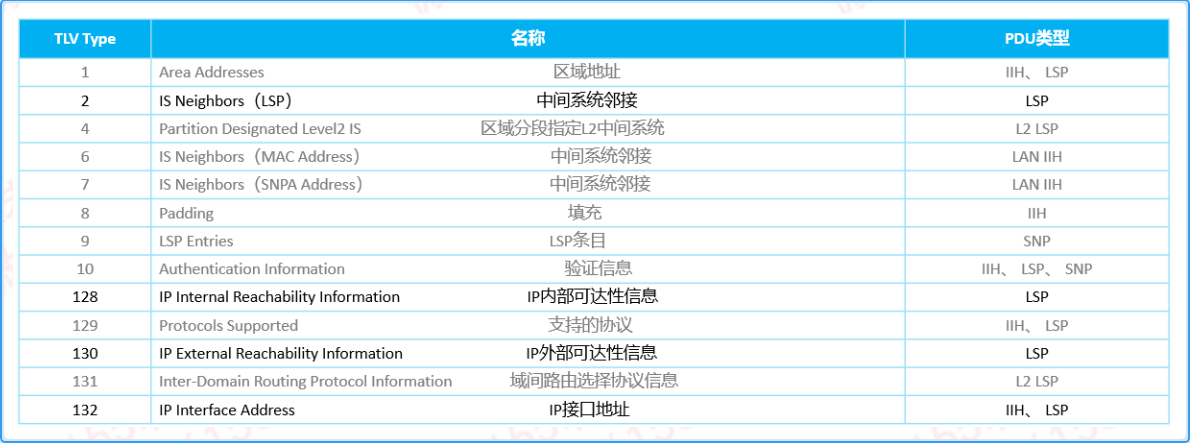 TLV Type 名称 PDU类型
1 Area Addresses 区域地址 IIH、 LSP
2 IS Neighbors（LSP） 中间系统邻接 LSP
4 Partition Designated Level2 IS 区域分段指定L2中间系统 L2 LSP
6 IS Neighbors（MAC Address） 中间系统邻接 LAN IIH
7 IS Neighbors（SNPA Address） 中间系统邻接 LAN IIH
8 Padding 填充 IIH
9 LSP Entries LSP条目 SNP
10 Authentication Information 验证信息 IIH、 LSP、 SNP
128 IP Internal Reachability Information IP内部可达性信息 LSP
129 Protocols Supported 支持的协议 IIH、 LSP
130 IP External Reachability Information IP外部可达性信息 LSP
131 Inter-Domain Routing Protocol Information 域间路由选择协议信息 L2 LSP
132 IP Interface Address IP接口地址 IIH、 LSP